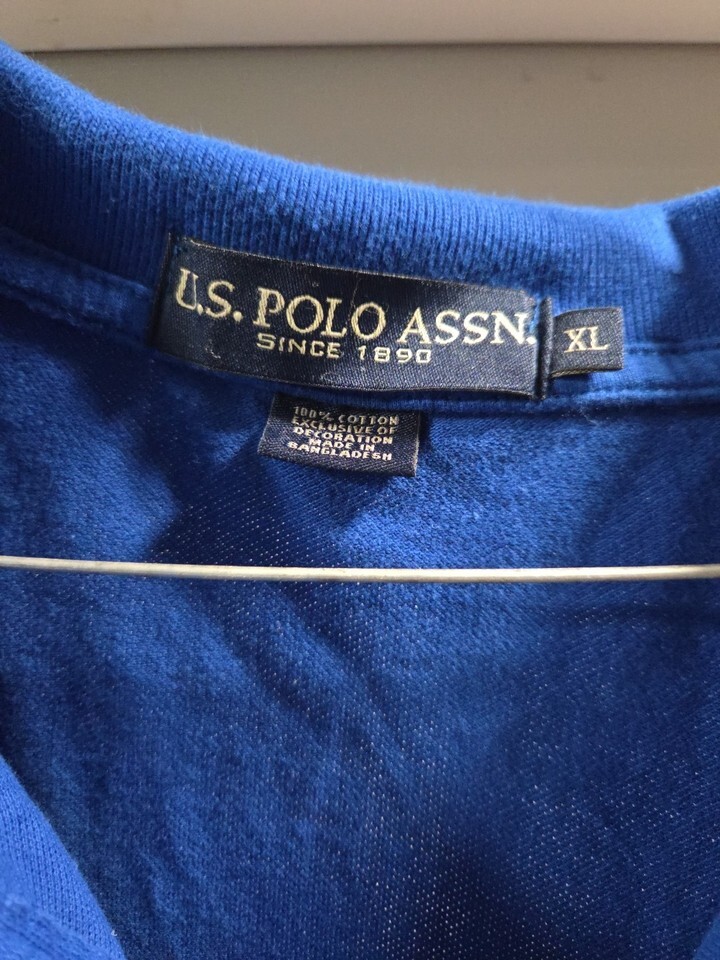 U.S. POLO ASSN.
SINCE 1890
XL
100% COTTON
EXCLUSIVE OF
DECORATION
MADE IN
BANGLADESH